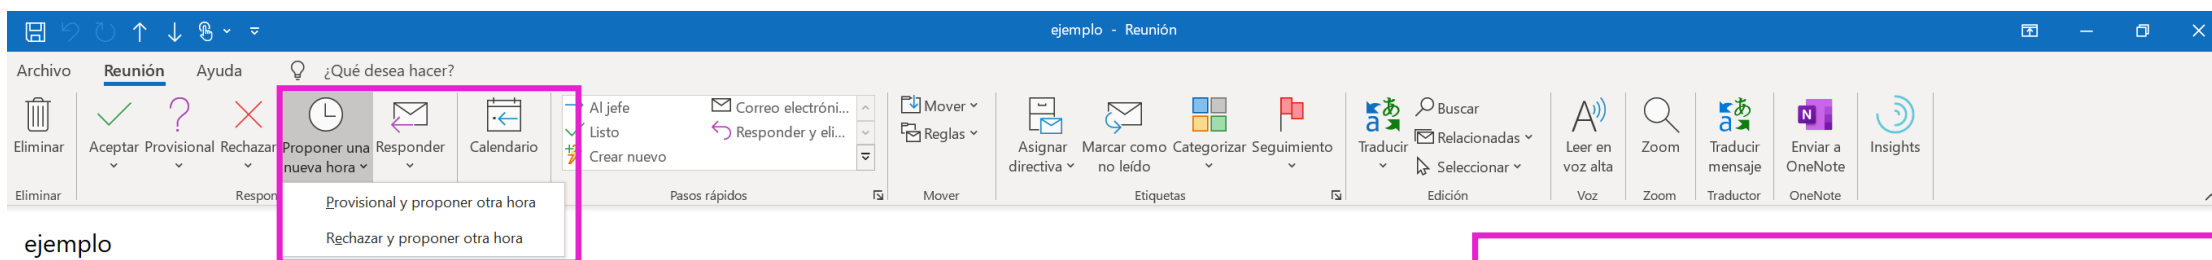 ejemplo - Reunión
Archivo Reunión Ayuda ¿Qué desea hacer?
Eliminar
Aceptar Provisional Rechazar
Proponer una
nueva hora
Responder
Calendario
Al jefe
Listo
Crear nuevo
Correo electróni...
Responder y eli...
Mover
Reglas
Asignar
directiva
Marcar como
no leído
Categorizar Seguimiento
Traducir
Buscar
Relacionadas
Seleccionar
Leer en
voz alta
Zoom
Traducir
mensaje
Enviar a
OneNote
Insights
Eliminar Respon Pasos rápidos Mover Etiquetas Edición Voz Zoom Traductor OneNote
Provisional y proponer otra hora
Rechazar y proponer otra hora
ejemplo